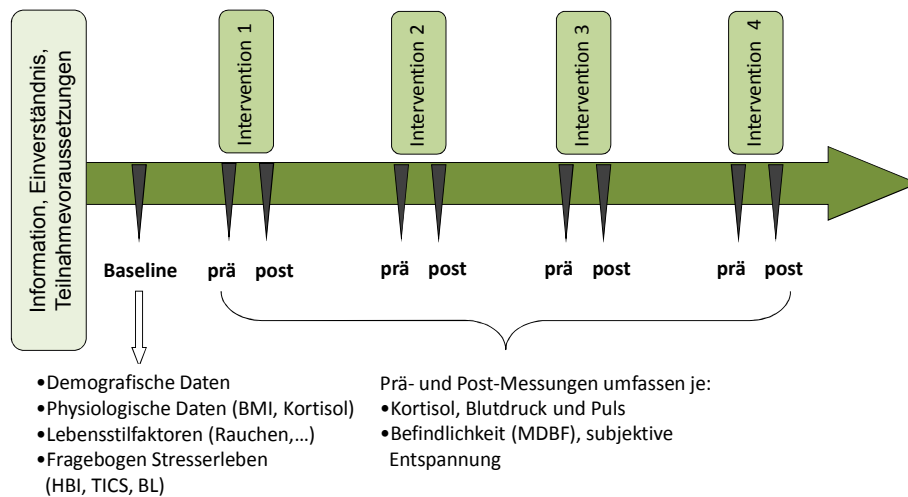 Information, Einverständnis,
Teilnahmevoraussetzungen
Intervention 1
Intervention 2
Intervention 3
Intervention 4
Baseline
prä post
prä post
prä post
prä post
•Demografische Daten
•Physiologische Daten (BMI, Kortisol)
•Lebensstilfaktoren (Rauchen,...)
•Fragebogen Stresserleben
(HBI, TICS, BL)
Prä- und Post-Messungen umfassen je:
•Kortisol, Blutdruck und Puls
•Befindlichkeit (MDBF), subjektive
Entspannung